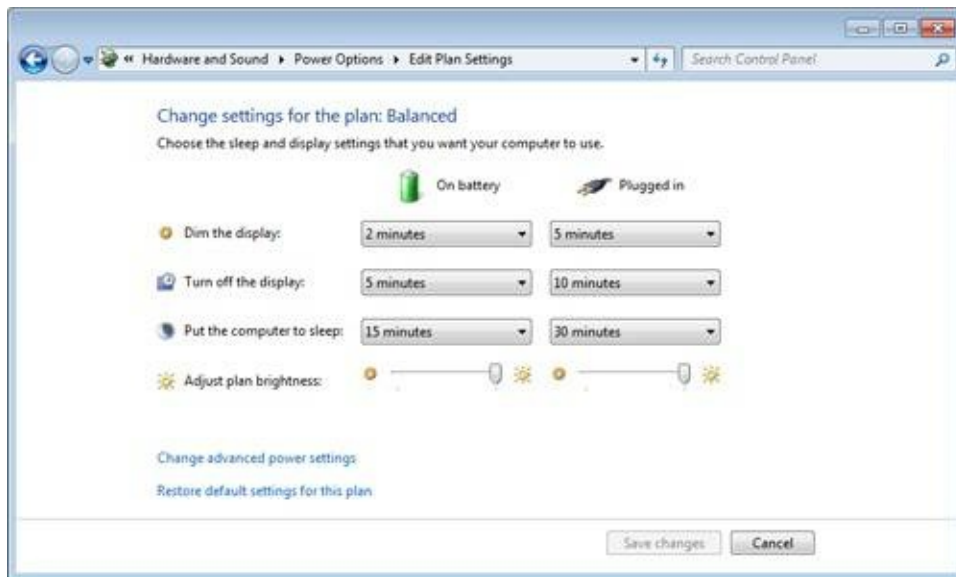 « Hardware and Sound ▸ Power Options ▸ Edit Plan Settings
Search Control Panel
Change settings for the plan: Balanced
Choose the sleep and display settings that you want your computer to use.
On battery Plugged in
Dim the display: 2 minutes 5 minutes
Turn off the display: 5 minutes 10 minutes
Put the computer to sleep: 15 minutes 30 minutes
Adjust plan brightness:
Change advanced power settings
Restore default settings for this plan
Save changes Cancel